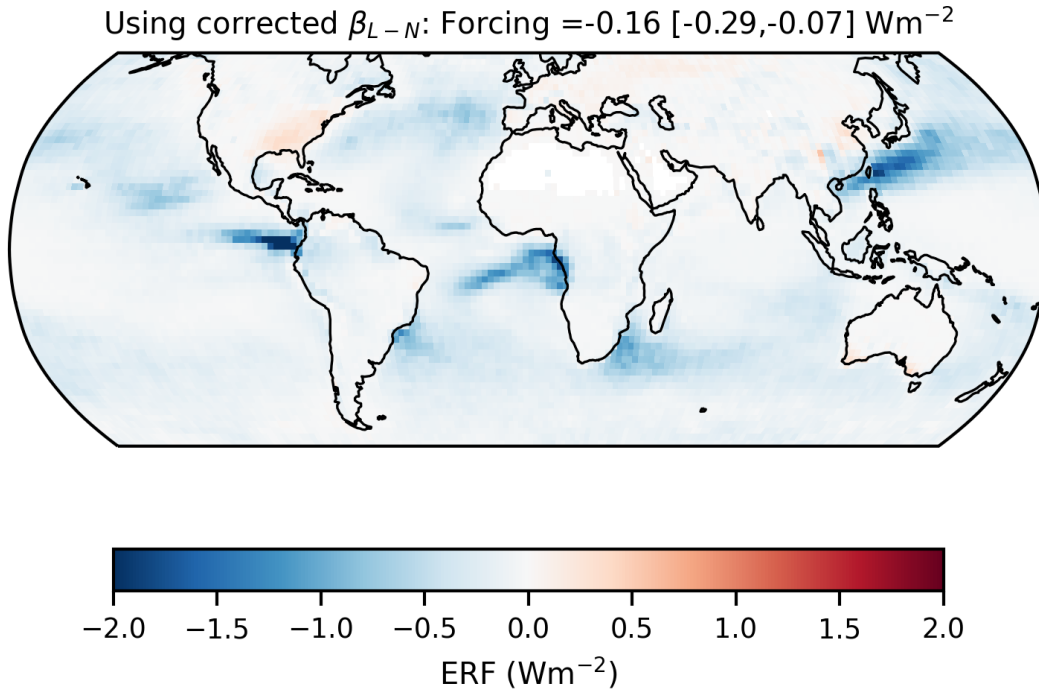 Using corrected β_{L−N}: Forcing =-0.16 [-0.29,-0.07] Wm⁻²
−2.0 −1.5 −1.0 −0.5 0.0 0.5 1.0 1.5 2.0
ERF (Wm⁻²)